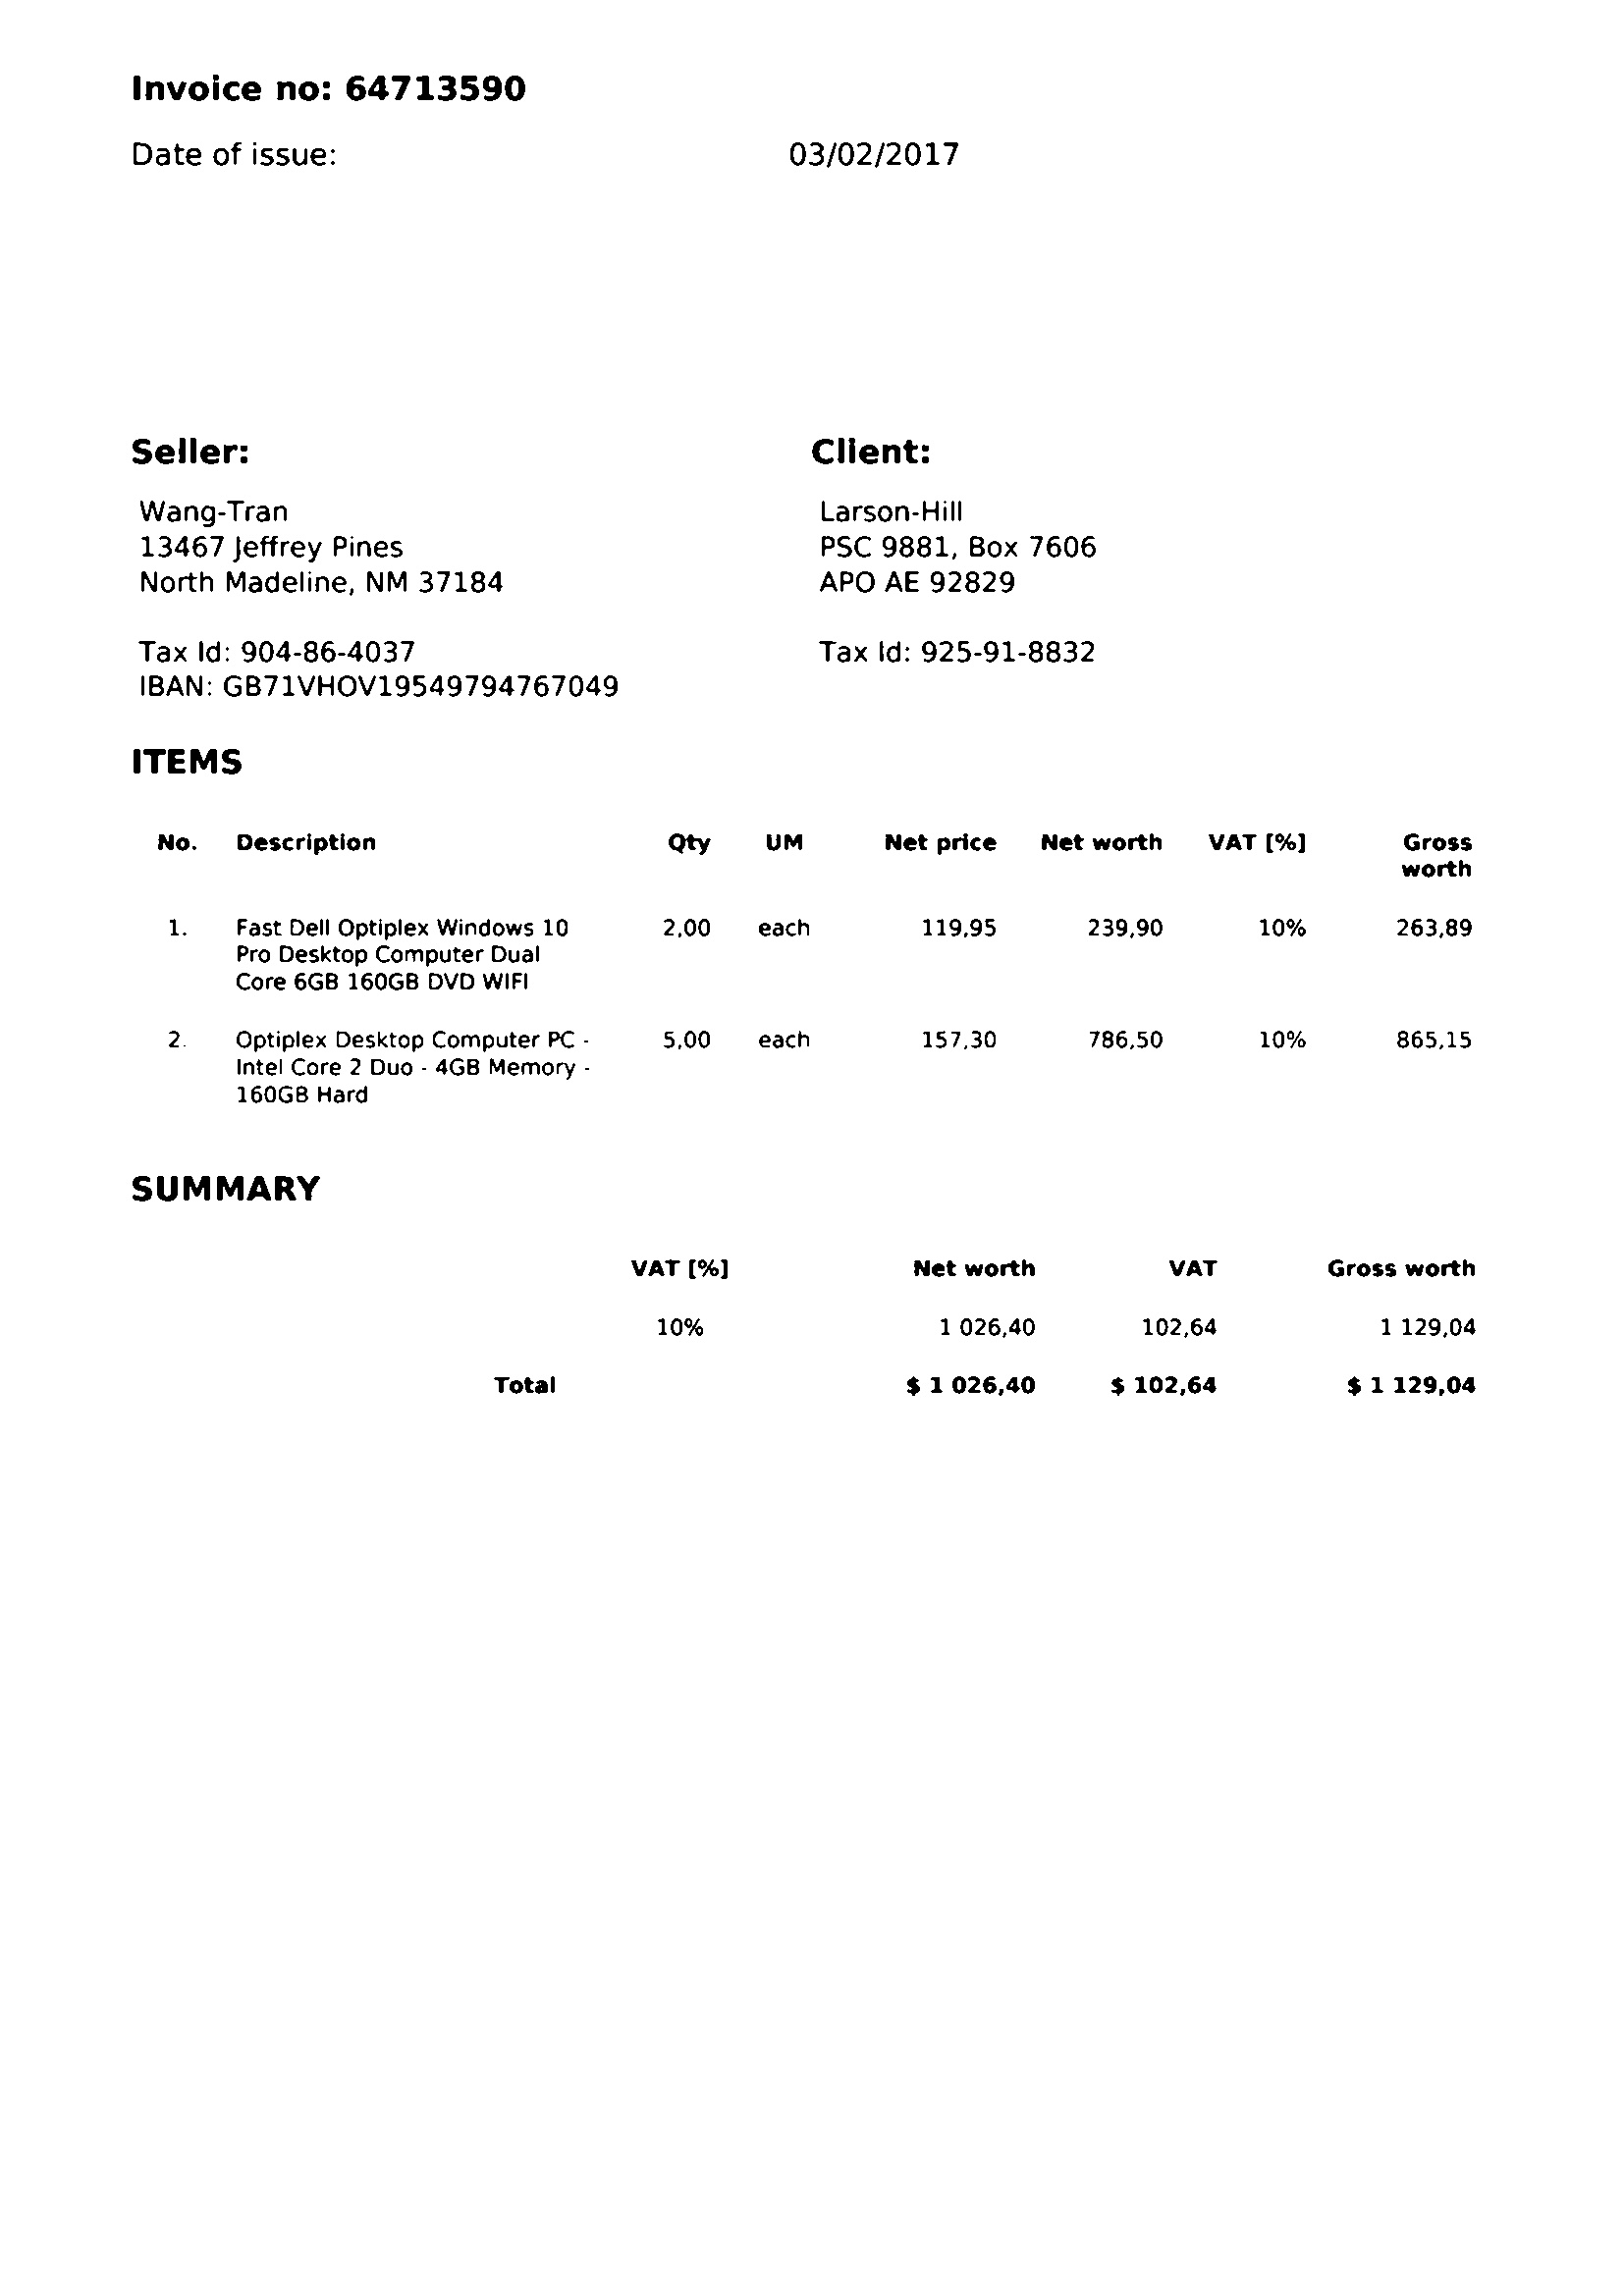 Invoice no: 64713590
Date of issue: 03/02/2017
Seller:
Wang-Tran
13467 Jeffrey Pines
North Madeline, NM 37184
Tax Id: 904-86-4037
IBAN: GB71VHOV19549794767049
Client:
Larson-Hill
PSC 9881, Box 7606
APO AE 92829
Tax Id: 925-91-8832
ITEMS
No. Description Qty UM Net price Net worth VAT [%] Gross
worth
1. Fast Dell Optiplex Windows 10 2,00 each 119,95 239,90 10% 263,89
Pro Desktop Computer Dual
Core 6GB 160GB DVD WIFI
2. Optiplex Desktop Computer PC - 5,00 each 157,30 786,50 10% 865,15
Intel Core 2 Duo - 4GB Memory -
160GB Hard
SUMMARY
VAT [%] Net worth VAT Gross worth
10% 1 026,40 102,64 1 129,04
Total $ 1 026,40 $ 102,64 $ 1 129,04